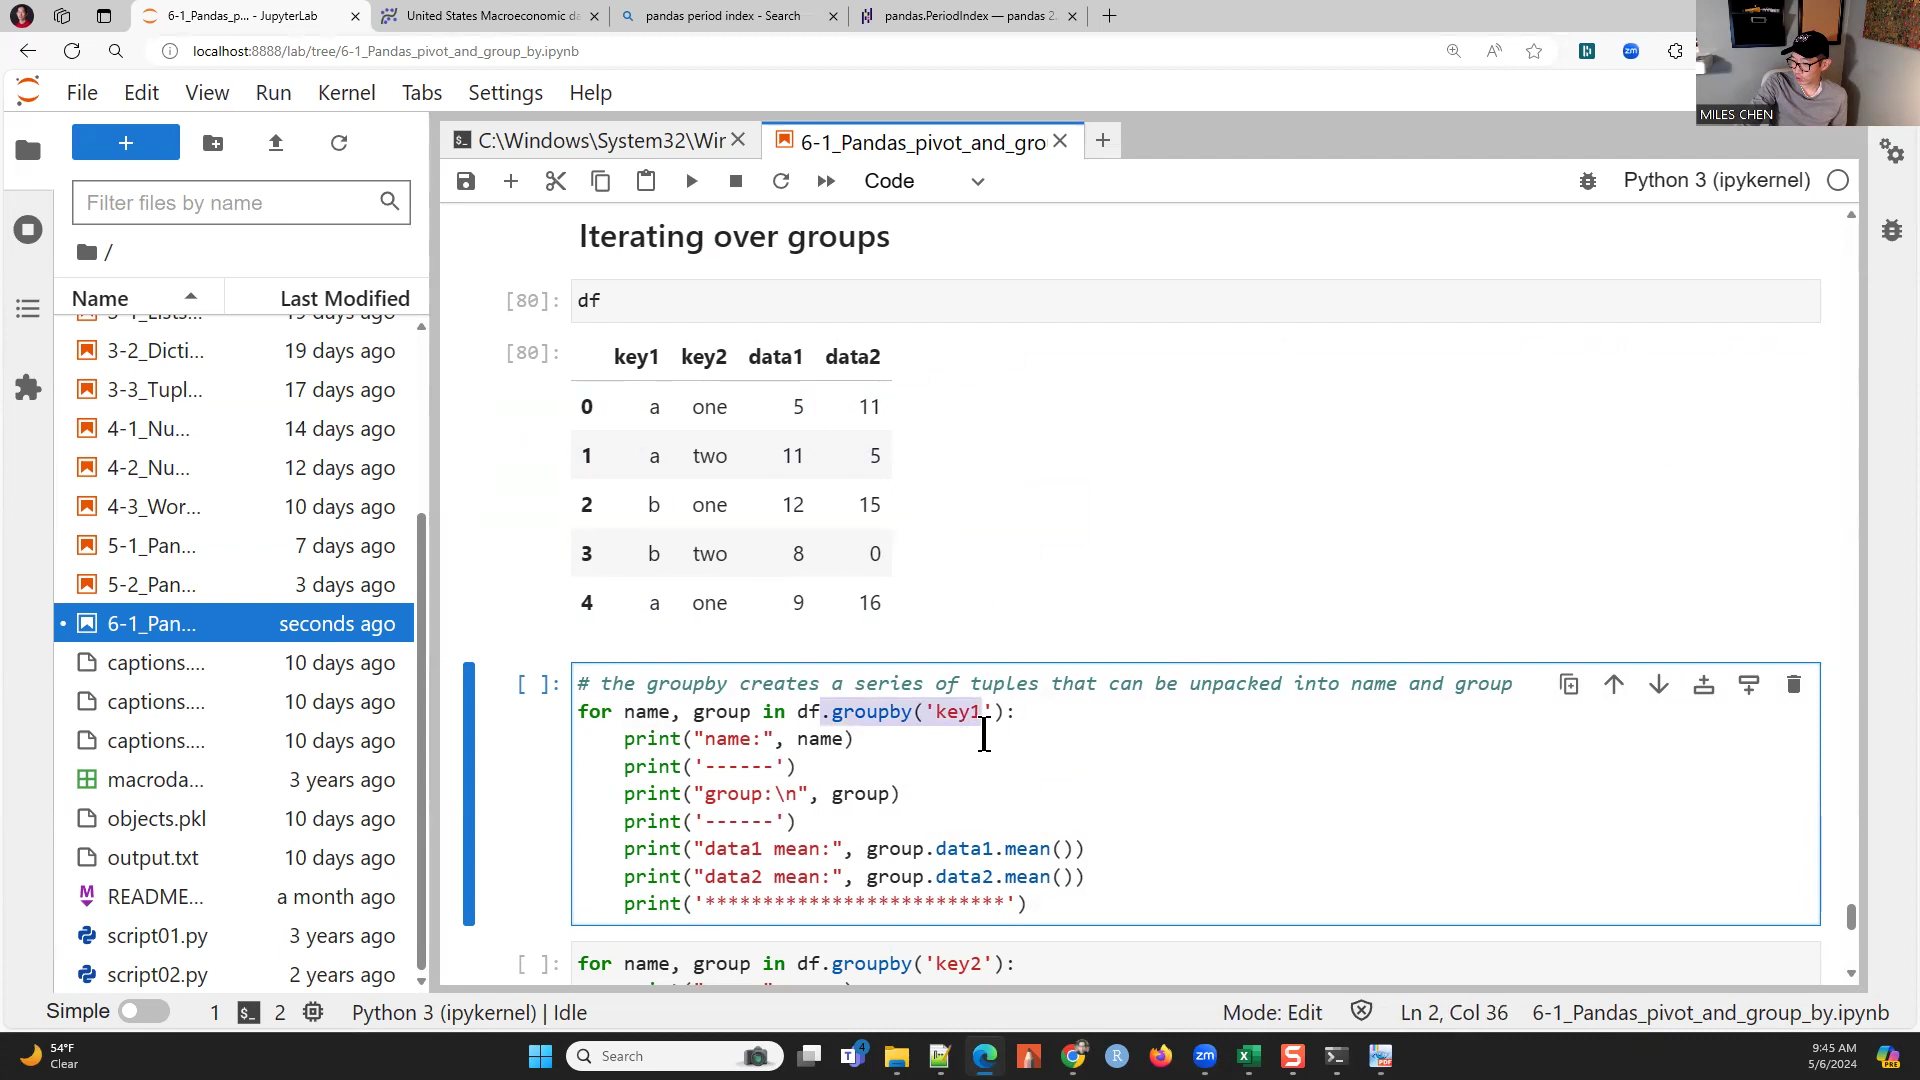 6-1_Pandas_p... - JupyterLab
United States Macroeconomic da
pandas period index - Search
pandas.PeriodIndex — pandas 2.
localhost:8888/lab/tree/6-1_Pandas_pivot_and_group_by.ipynb
MILES CHEN
File Edit View Run Kernel Tabs Settings Help
C:\Windows\System32\Wir
6-1_Pandas_pivot_and_gro
Code
Python 3 (ipykernel)
Filter files by name
/
Name Last Modified
3-1_Lists... 19 days ago
3-2_Dicti... 19 days ago
3-3_Tupl... 17 days ago
4-1_Nu... 14 days ago
4-2_Nu... 12 days ago
4-3_Wor... 10 days ago
5-1_Pan... 7 days ago
5-2_Pan... 3 days ago
6-1_Pan... seconds ago
captions.... 10 days ago
captions.... 10 days ago
captions.... 10 days ago
macroda... 3 years ago
objects.pkl 10 days ago
output.txt 10 days ago
README... a month ago
script01.py 3 years ago
script02.py 2 years ago
Iterating over groups
[80]: df
[80]: key1 key2 data1 data2
0 a one 5 11
1 a two 11 5
2 b one 12 15
3 b two 8 0
4 a one 9 16
[ ]: # the groupby creates a series of tuples that can be unpacked into name and group
for name, group in df.groupby('key1'):
print("name:", name)
print('------')
print("group:\n", group)
print('------')
print("data1 mean:", group.data1.mean())
print("data2 mean:", group.data2.mean())
print('**************************')
[ ]: for name, group in df.groupby('key2'):
Simple 1 2 Python 3 (ipykernel) | Idle
Mode: Edit Ln 2, Col 36 6-1_Pandas_pivot_and_group_by.ipynb
54°F
Clear
Search
4
zm
9:45 AM
5/6/2024